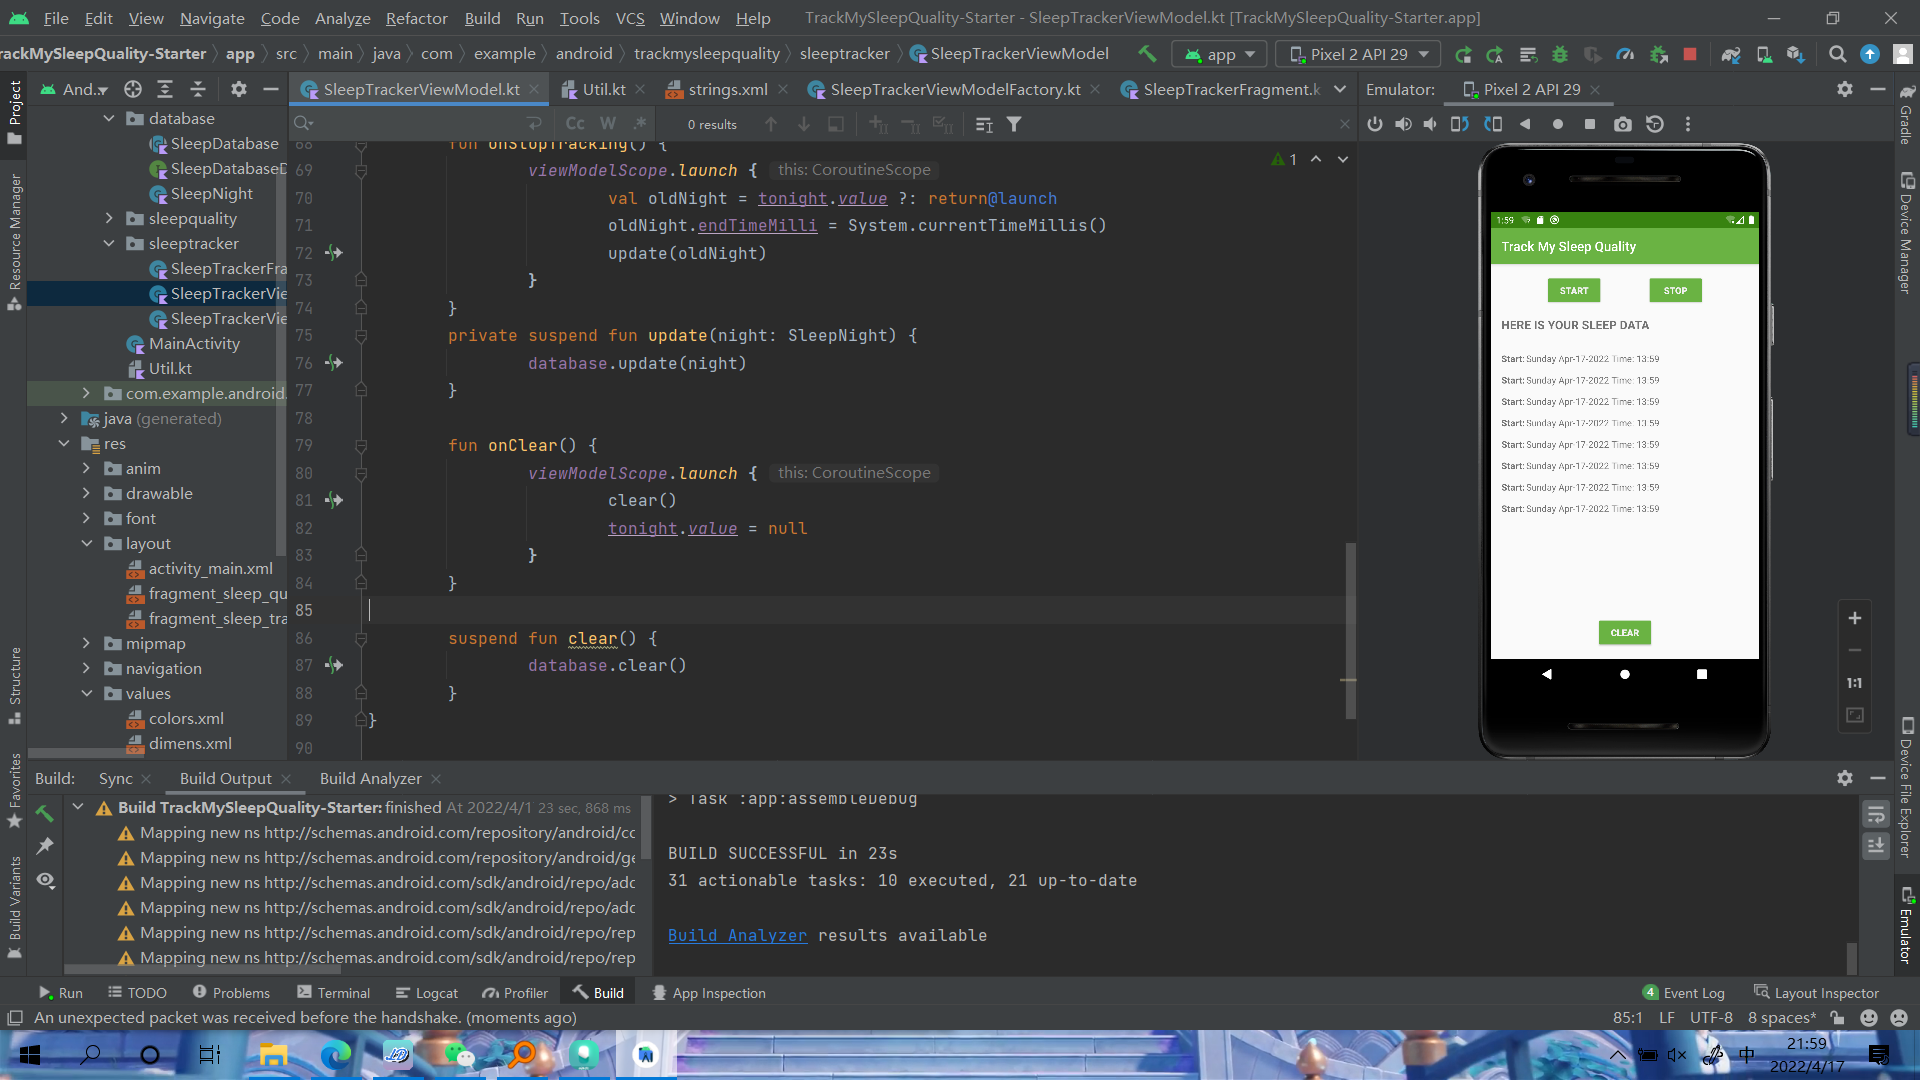 File Edit View Navigate Code Analyze Refactor Build Run Tools VCS Window Help TrackMySleepQuality-Starter - SleepTrackerViewModel.kt [TrackMySleepQuality-Starter.app]
rackMySleepQuality-Starter app src main java com example android trackmysleepquality sleeptracker SleepTrackerViewModel app Pixel 2 API 29
And... SleepTrackerViewModel.kt Util.kt strings.xml SleepTrackerViewModelFactory.kt SleepTrackerFragment.k Emulator: Pixel 2 API 29
Cc W .* 0 results
Project
Resource Manager
Structure
Favorites
Build Variants
database
SleepDatabase
SleepDatabaseD
SleepNight
sleepquality
sleeptracker
SleepTrackerFra
SleepTrackerVie
SleepTrackerVie
MainActivity
Util.kt
com.example.android.
java (generated)
res
anim
drawable
font
layout
activity_main.xml
fragment_sleep_qu
fragment_sleep_tra
mipmap
navigation
values
colors.xml
dimens.xml
68 fun onStopTracking() {
69 viewModelScope.launch { this: CoroutineScope
70 val oldNight = tonight.value ?: return@launch
71 oldNight.endTimeMilli = System.currentTimeMillis()
72 update(oldNight)
73 }
74 }
75 private suspend fun update(night: SleepNight) {
76 database.update(night)
77 }
78
79 fun onClear() {
80 viewModelScope.launch { this: CoroutineScope
81 clear()
82 tonight.value = null
83 }
84 }
85
86 suspend fun clear() {
87 database.clear()
88 }
89 }
90
1
1:59
Track My Sleep Quality
START STOP
HERE IS YOUR SLEEP DATA
Start: Sunday Apr-17-2022 Time: 13:59
Start: Sunday Apr-17-2022 Time: 13:59
Start: Sunday Apr-17-2022 Time: 13:59
Start: Sunday Apr-17-2022 Time: 13:59
Start: Sunday Apr-17-2022 Time: 13:59
Start: Sunday Apr-17-2022 Time: 13:59
Start: Sunday Apr-17-2022 Time: 13:59
Start: Sunday Apr-17-2022 Time: 13:59
CLEAR
1:1
Gradle
Device Manager
Device File Explorer
Emulator
Build: Sync Build Output Build Analyzer
Build TrackMySleepQuality-Starter: finished At 2022/4/1 23 sec, 868 ms
Mapping new ns http://schemas.android.com/repository/android/cc
Mapping new ns http://schemas.android.com/repository/android/ge
Mapping new ns http://schemas.android.com/sdk/android/repo/adc
Mapping new ns http://schemas.android.com/sdk/android/repo/adc
Mapping new ns http://schemas.android.com/sdk/android/repo/rep
Mapping new ns http://schemas.android.com/sdk/android/repo/rep
> Task :app:assembleDebug
BUILD SUCCESSFUL in 23s
31 actionable tasks: 10 executed, 21 up-to-date
Build Analyzer results available
Run TODO Problems Terminal Logcat Profiler Build App Inspection 4 Event Log Layout Inspector
An unexpected packet was received before the handshake. (moments ago) 85:1 LF UTF-8 8 spaces*
中
21:59
2022/4/17